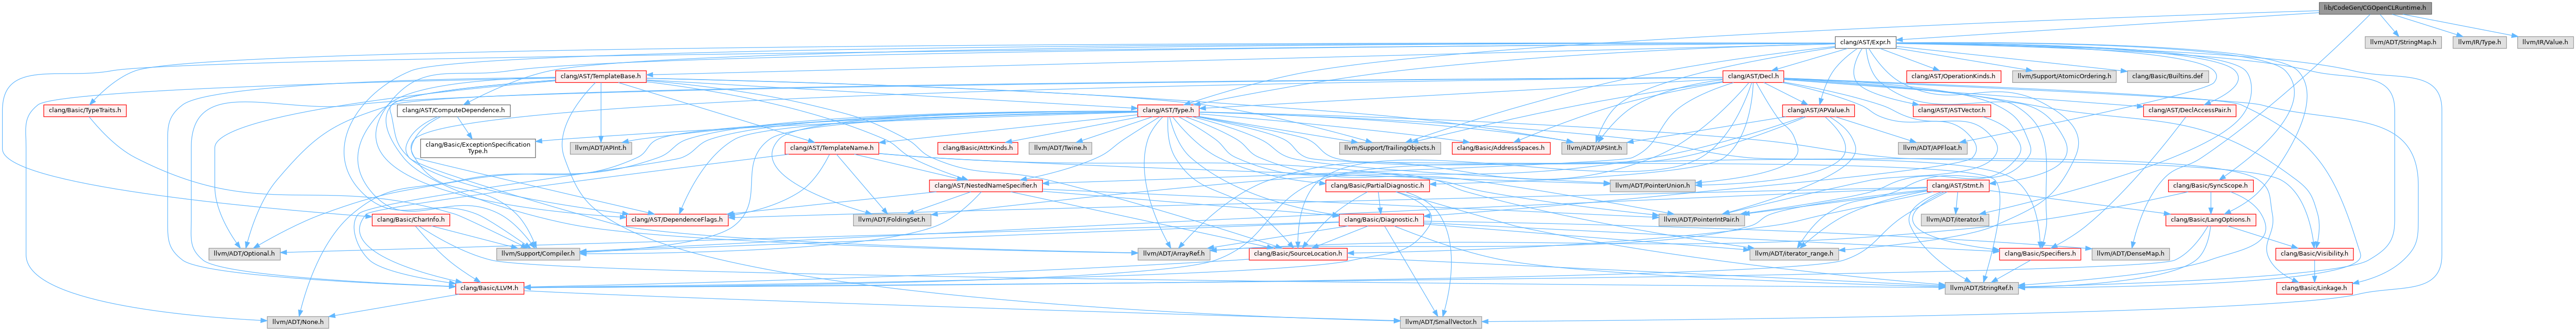 lib/CodeGen/CGOpenCLRuntime.h
clang/AST/Expr.h
llvm/ADT/StringMap.h
llvm/IR/Type.h
llvm/IR/Value.h
clang/AST/TemplateBase.h
clang/AST/Decl.h
clang/AST/OperationKinds.h
llvm/Support/AtomicOrdering.h
clang/Basic/Builtins.def
clang/Basic/TypeTraits.h
clang/AST/ComputeDependence.h
clang/AST/Type.h
clang/AST/APValue.h
clang/AST/ASTVector.h
clang/AST/DeclAccessPair.h
clang/Basic/ExceptionSpecification
Type.h
llvm/ADT/APInt.h
clang/AST/TemplateName.h
clang/Basic/AttrKinds.h
llvm/ADT/Twine.h
llvm/Support/TrailingObjects.h
clang/Basic/AddressSpaces.h
llvm/ADT/APSInt.h
llvm/ADT/APFloat.h
clang/AST/NestedNameSpecifier.h
clang/Basic/PartialDiagnostic.h
llvm/ADT/PointerUnion.h
clang/AST/Stmt.h
clang/Basic/SyncScope.h
clang/Basic/CharInfo.h
clang/AST/DependenceFlags.h
llvm/ADT/FoldingSet.h
clang/Basic/Diagnostic.h
llvm/ADT/PointerIntPair.h
llvm/ADT/iterator.h
clang/Basic/LangOptions.h
llvm/ADT/Optional.h
llvm/Support/Compiler.h
llvm/ADT/ArrayRef.h
clang/Basic/SourceLocation.h
llvm/ADT/iterator_range.h
clang/Basic/Specifiers.h
llvm/ADT/DenseMap.h
clang/Basic/Visibility.h
clang/Basic/LLVM.h
llvm/ADT/StringRef.h
clang/Basic/Linkage.h
llvm/ADT/None.h
llvm/ADT/SmallVector.h